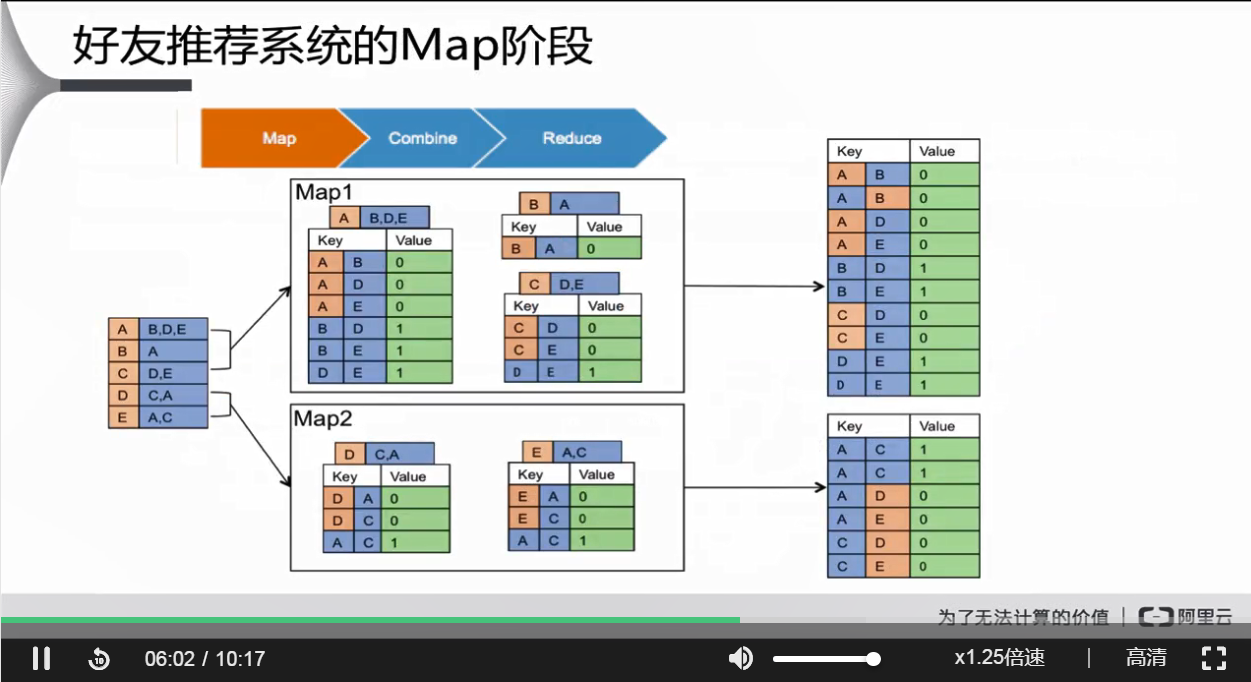 好友推荐系统的Map阶段
Map Combine Reduce
A B,D,E
B A
C D,E
D C,A
E A,C
Map1
A B,D,E
Key Value
A B 0
A D 0
A E 0
B D 1
B E 1
D E 1
B A
Key Value
B A 0
C D,E
Key Value
C D 0
C E 0
D E 1
Map2
D C,A
Key Value
D A 0
D C 0
A C 1
E A,C
Key Value
E A 0
E C 0
A C 1
Key Value
A B 0
A B 0
A D 0
A E 0
B D 1
B E 1
C D 0
C E 0
D E 1
D E 1
Key Value
A C 1
A C 1
A D 0
A E 0
C D 0
C E 0
为了无法计算的价值 | 阿里云
10 06:02 / 10:17 x1.25倍速 | 高清